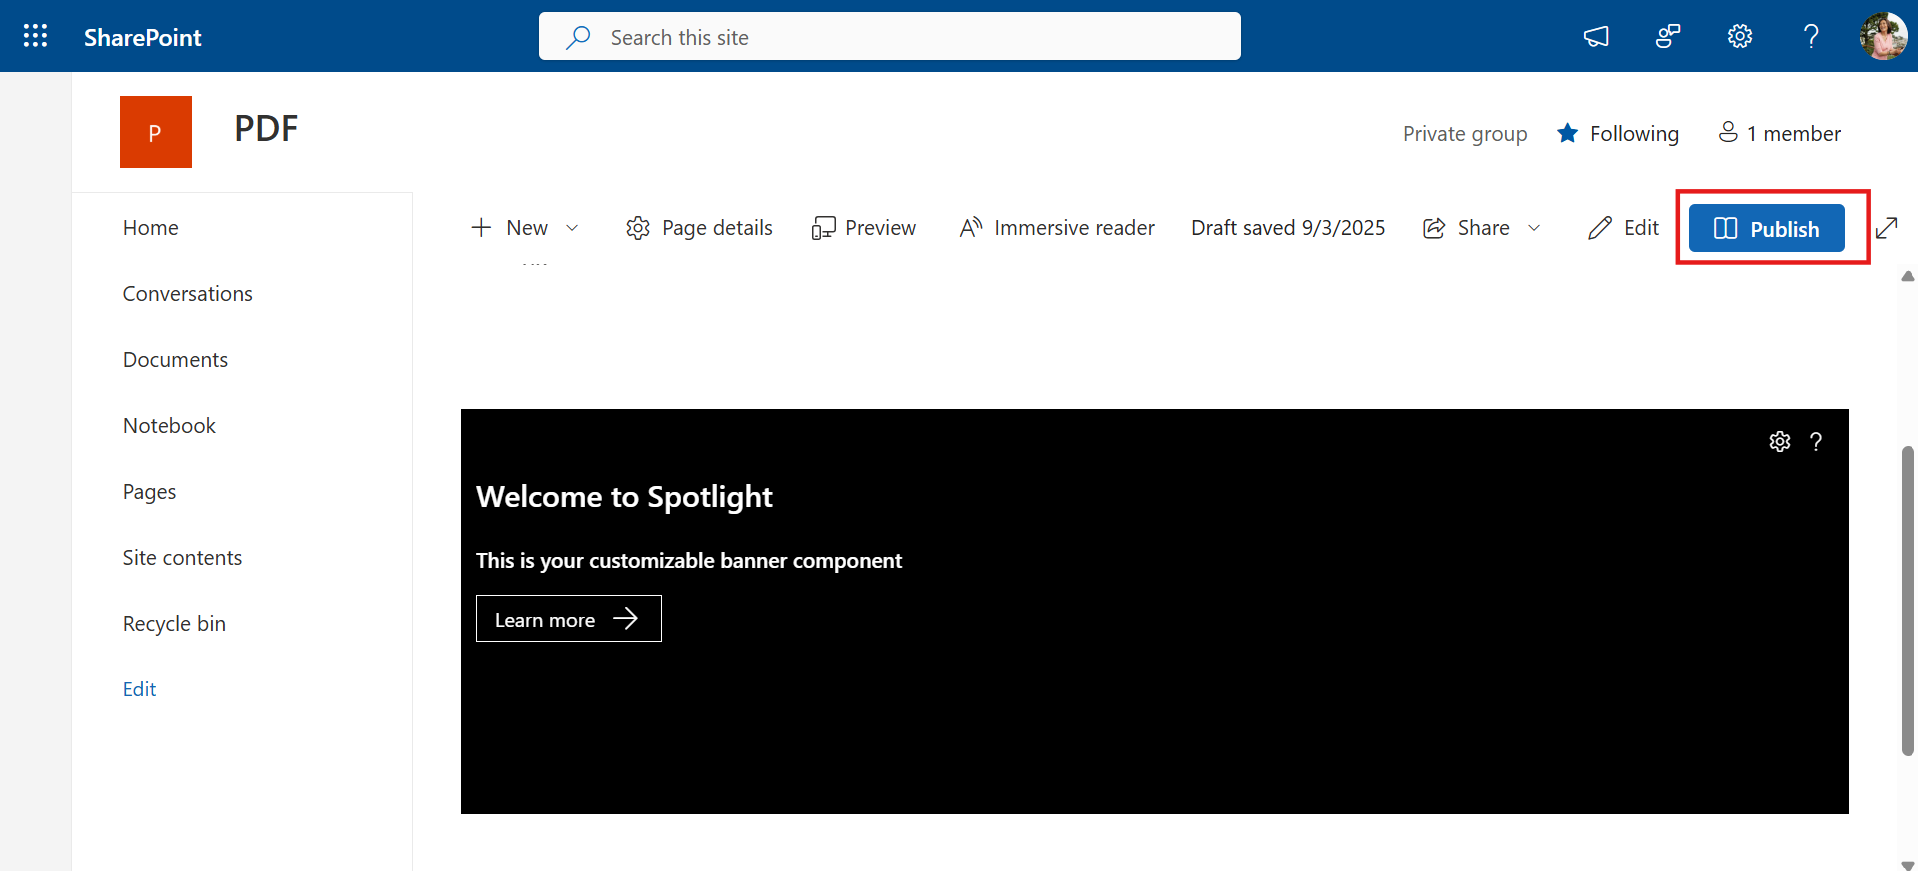 SharePoint
Search this site
P
PDF
Private group
Following
1 member
Home
Conversations
Documents
Notebook
Pages
Site contents
Recycle bin
Edit
New
Page details
Preview
Immersive reader
Draft saved 9/3/2025
Share
Edit
Publish
Welcome to Spotlight
This is your customizable banner component
Learn more